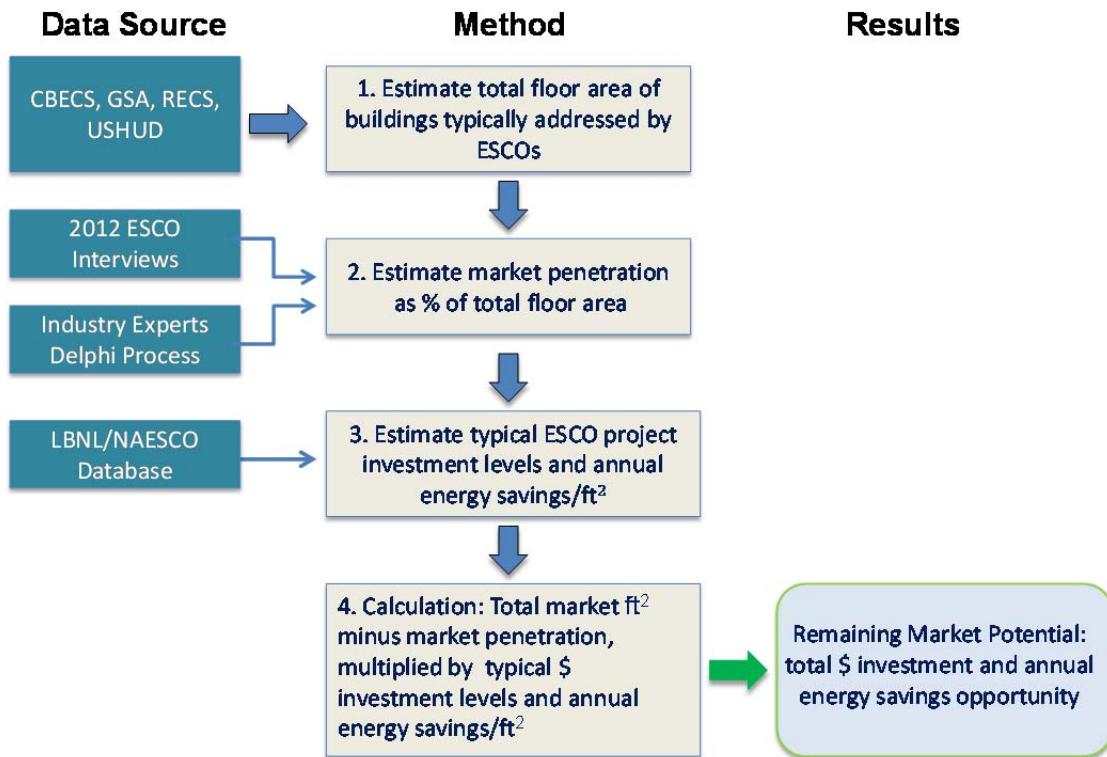 Data Source
Method
Results
CBECS, GSA, RECS,
USHUD
1. Estimate total floor area of
buildings typically addressed by
ESCOs
2012 ESCO
Interviews
Industry Experts
Delphi Process
2. Estimate market penetration
as % of total floor area
LBNL/NAESCO
Database
3. Estimate typical ESCO project
investment levels and annual
energy savings/ft²
4. Calculation: Total market ft²
minus market penetration,
multiplied by typical $
investment levels and annual
energy savings/ft²
Remaining Market Potential:
total $ investment and annual
energy savings opportunity